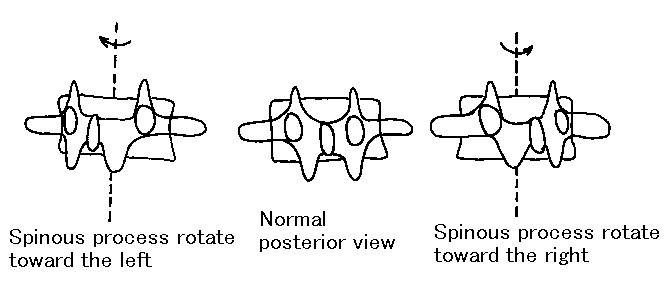 Spinous process rotate
toward the left
Normal
posterior view
Spinous process rotate
toward the right